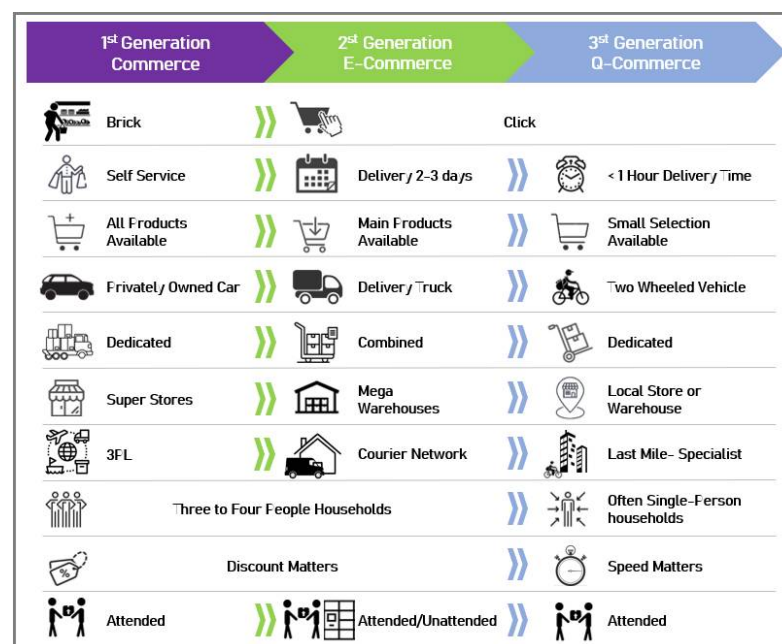 1st Generation
Commerce
2nd Generation
E-Commerce
3rd Generation
Q-Commerce
Brick
Click
Self Service
Delivery 2-3 days
< 1 Hour Delivery Time
All Products
Available
Main Products
Available
Small Selection
Available
Privately Owned Car
Delivery Truck
Two Wheeled Vehicle
Dedicated
Combined
Dedicated
Super Stores
Mega
Warehouses
Local Store or
Warehouse
3PL
Courier Network
Last Mile- Specialist
Three to Four People Households
Often Single-Person
households
%
Discount Matters
Speed Matters
Attended
Attended/Unattended
Attended